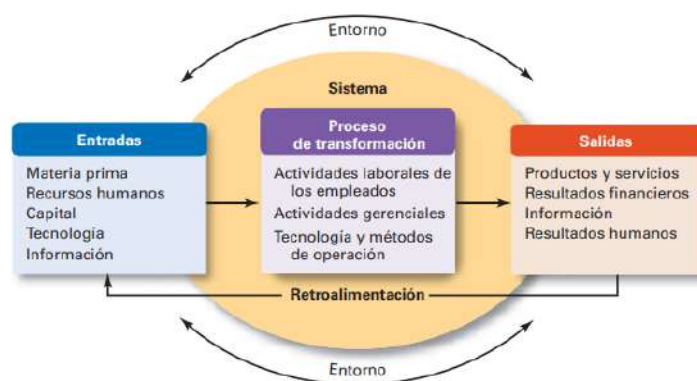 Entorno
Sistema
Entradas
Materia prima
Recursos humanos
Capital
Tecnología
Información
Proceso
de transformación
Actividades laborales de
los empleados
Actividades gerenciales
Tecnología y métodos
de operación
Salidas
Productos y servicios
Resultados financieros
Información
Resultados humanos
Retroalimentación
Entorno